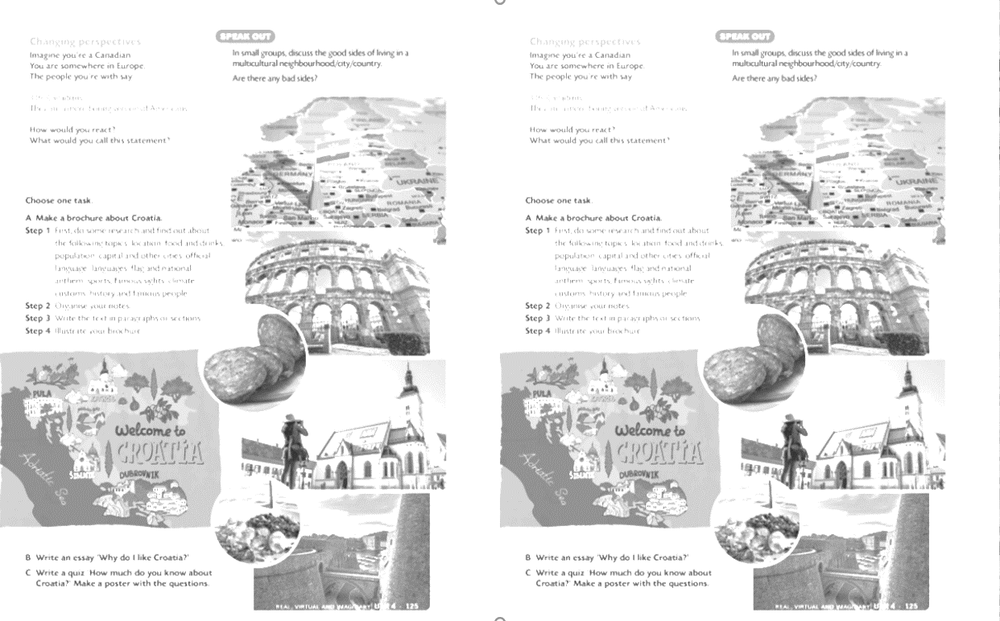 Changing perspectives
Imagine you're a Canadian
You are somewhere in Europe.
The people you're with say
How would you react?
What would you call this statement?
SPEAK OUT
In small groups, discuss the good sides of living in a
multicultural neighbourhood/city/country.
Are there any bad sides?
GERMANY
POLAND
BELARUS
UKRAINE
ROMANIA
SERBIA
Monaco
San Marino
Zagreb
Budapest
Choose one task.
A Make a brochure about Croatia.
Step 1 First, do some research and find out about
the following topics: location, food and drinks,
population, capital and other cities, official
language, languages, flag and national
anthem, sports, famous sights, climate
customs, history and famous people
Step 2 Organise your notes
Step 3 Write the text in paragraphs or sections
Step 4 Illustrate your brochure
PULA
ZAGREB
Welcome to
CROATIA
ŠIBENIK
DUBROVNIK
Adriatic Sea
B Write an essay 'Why do I like Croatia?'
C Write a quiz 'How much do you know about
Croatia?' Make a poster with the questions.
REAL, VIRTUAL AND IMAGINARY UNIT 4 - 125
Changing perspectives
Imagine you're a Canadian
You are somewhere in Europe.
The people you're with say
How would you react?
What would you call this statement?
SPEAK OUT
In small groups, discuss the good sides of living in a
multicultural neighbourhood/city/country.
Are there any bad sides?
GERMANY
POLAND
BELARUS
UKRAINE
ROMANIA
SERBIA
Monaco
San Marino
Zagreb
Budapest
Choose one task.
A Make a brochure about Croatia.
Step 1 First, do some research and find out about
the following topics: location, food and drinks,
population, capital and other cities, official
language, languages, flag and national
anthem, sports, famous sights, climate
customs, history and famous people
Step 2 Organise your notes
Step 3 Write the text in paragraphs or sections
Step 4 Illustrate your brochure
PULA
ZAGREB
Welcome to
CROATIA
ŠIBENIK
DUBROVNIK
Adriatic Sea
B Write an essay 'Why do I like Croatia?'
C Write a quiz 'How much do you know about
Croatia?' Make a poster with the questions.
REAL, VIRTUAL AND IMAGINARY UNIT 4 - 125